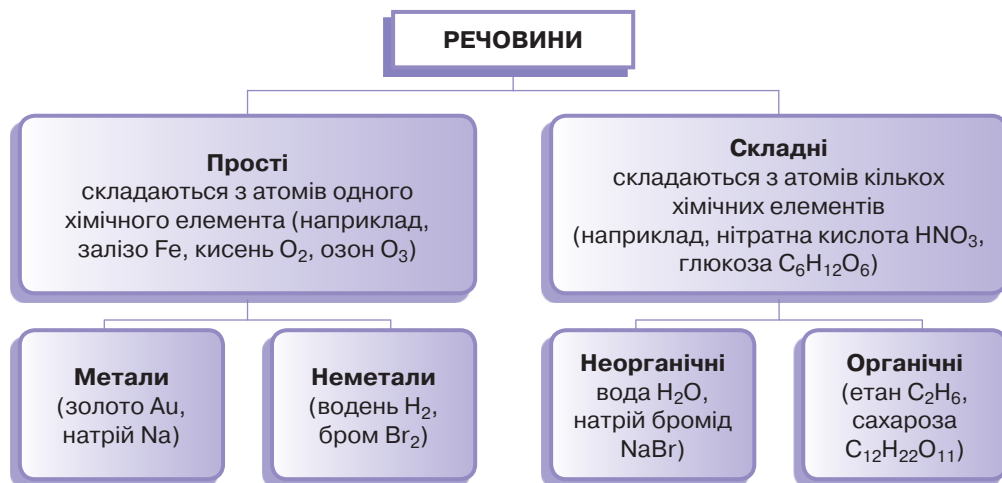 РЕЧОВИНИ
Прості
складаються з атомів одного
хімічного елемента (наприклад,
залізо Fe, кисень O₂, озон O₃)
Складні
складаються з атомів кількох
хімічних елементів
(наприклад, нітратна кислота HNO₃,
глюкоза C₆H₁₂O₆)
Метали
(золото Au,
натрій Na)
Неметали
(водень H₂,
бром Br₂)
Неорганічні
вода H₂O,
натрій бромід
NaBr)
Органічні
(етан C₂H₆,
сахароза
C₁₂H₂₂O₁₁)